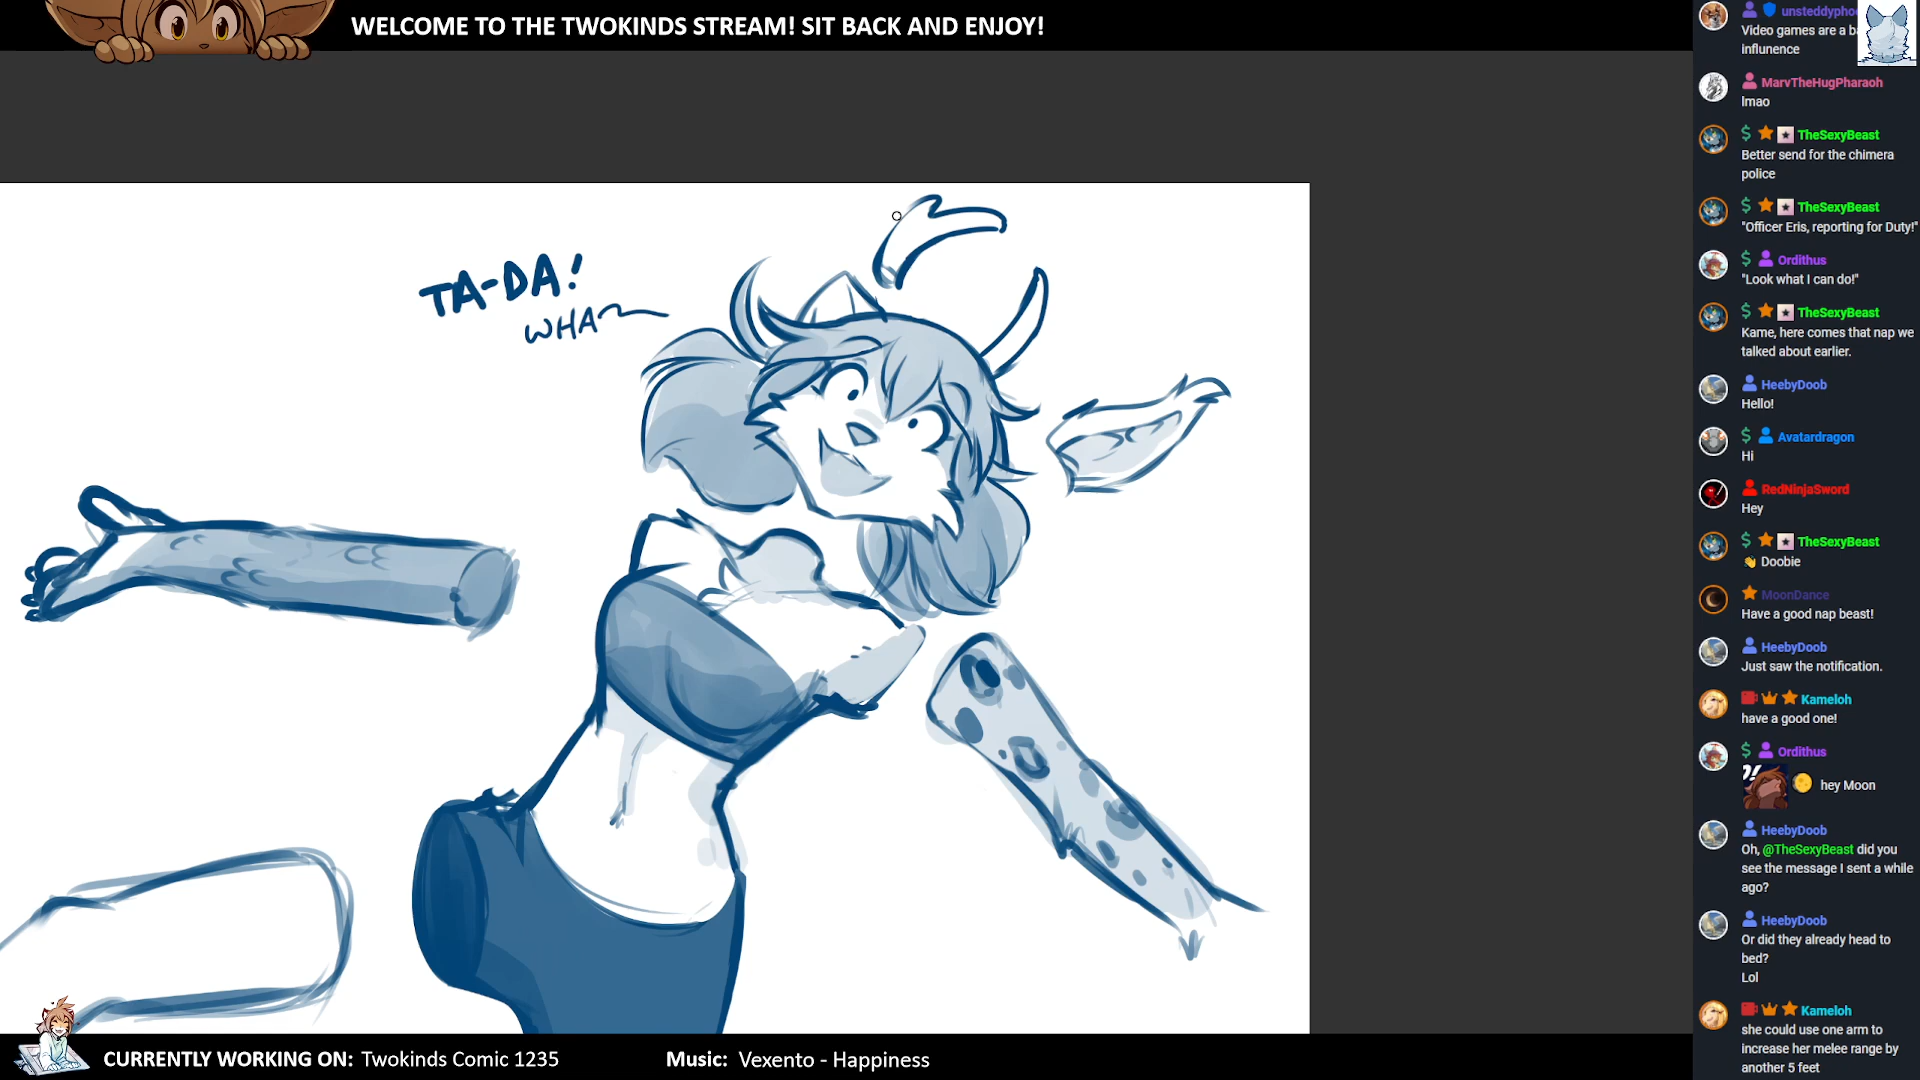 WELCOME TO THE TWOKINDS STREAM! SIT BACK AND ENJOY!
TA-DA!
WHA
unsteddypho
Video games are a b
influnence
MarvTheHugPharaoh
lmao
TheSexyBeast
Better send for the chimera
police
TheSexyBeast
"Officer Eris, reporting for Duty!"
Ordithus
"Look what I can do!"
TheSexyBeast
Kame, here comes that nap we
talked about earlier.
HeebyDoob
Hello!
Avatardragon
Hi
RedNinjaSword
Hey
TheSexyBeast
Doobie
MoonDance
Have a good nap beast!
HeebyDoob
Just saw the notification.
Kameloh
have a good one!
Ordithus
hey Moon
HeebyDoob
Oh, @TheSexyBeast did you
see the message I sent a while
ago?
HeebyDoob
Or did they already head to
bed?
Lol
Kameloh
she could use one arm to
increase her melee range by
another 5 feet
CURRENTLY WORKING ON: Twokinds Comic 1235
Music: Vexento - Happiness